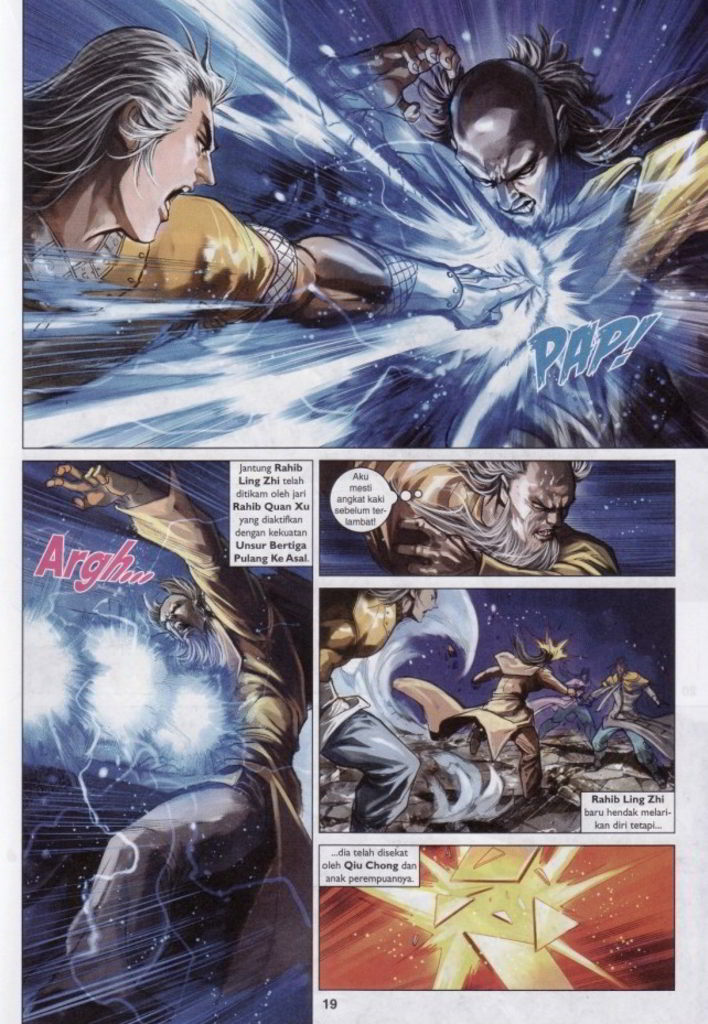 PAP!
Jantung Rahib
Ling Zhi telah
ditikam oleh jari
Rahib Quan Xu
yang diaktifkan
dengan kekuatan
Unsur Bertiga
Pulang Ke Asal.
Argh...
Aku
mesti
angkat kaki
sebelum ter-
lambat!
Rahib Ling Zhi
baru hendak melari-
kan diri tetapi...
...dia telah disekat
oleh Qiu Chong dan
anak perempuanya.
19